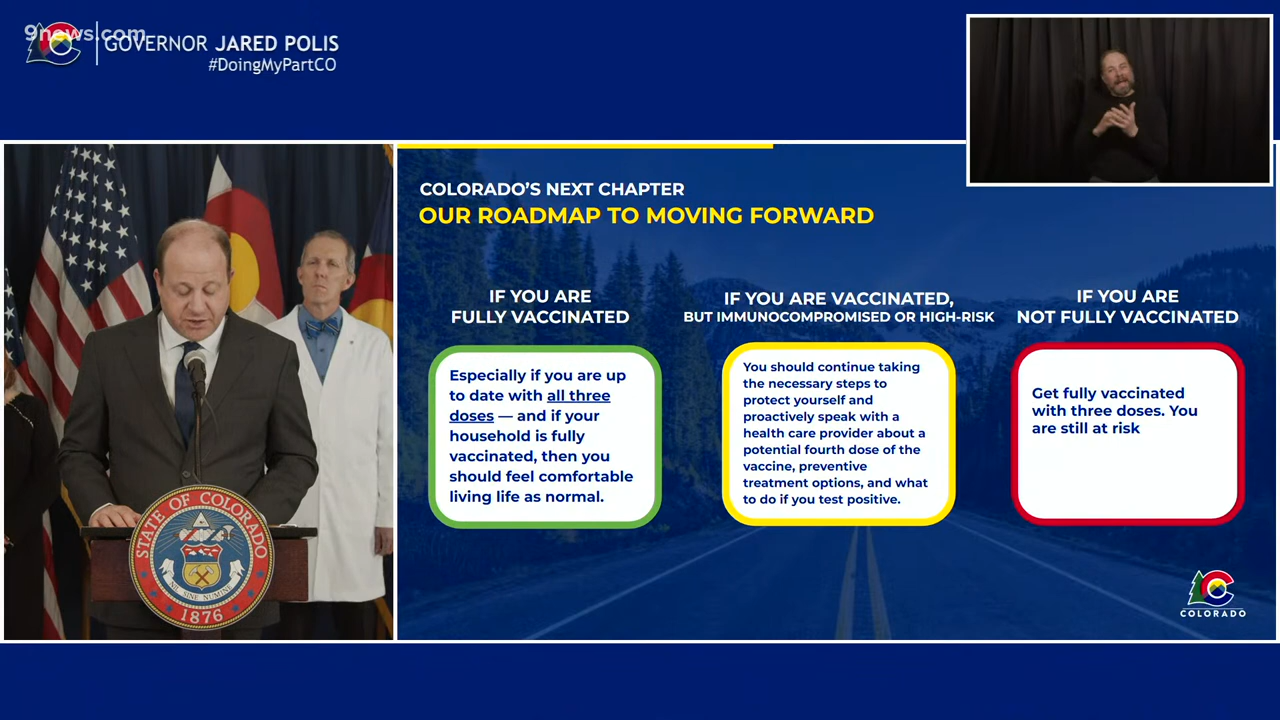 9news.com
GOVERNOR JARED POLIS
#DoingMyPartCO
COLORADO'S NEXT CHAPTER
OUR ROADMAP TO MOVING FORWARD
IF YOU ARE
FULLY VACCINATED
Especially if you are up
to date with all three
doses — and if your
household is fully
vaccinated, then you
should feel comfortable
living life as normal.
IF YOU ARE VACCINATED,
BUT IMMUNOCOMPROMISED OR HIGH-RISK
You should continue taking
the necessary steps to
protect yourself and
proactively speak with a
health care provider about a
potential fourth dose of the
vaccine, preventive
treatment options, and what
to do if you test positive.
IF YOU ARE
NOT FULLY VACCINATED
Get fully vaccinated
with three doses. You
are still at risk
STATE OF COLORADO
NIL SINE NUMINE
1876
COLORADO